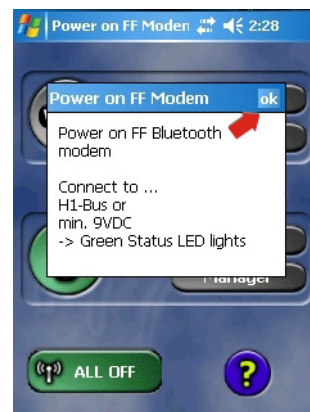 Power on FF Moden 2:28
Power on FF Modem ok
Power on FF Bluetooth
modem
Connect to ...
H1-Bus or
min. 9VDC
-> Green Status LED lights
Manager
ALL OFF
?